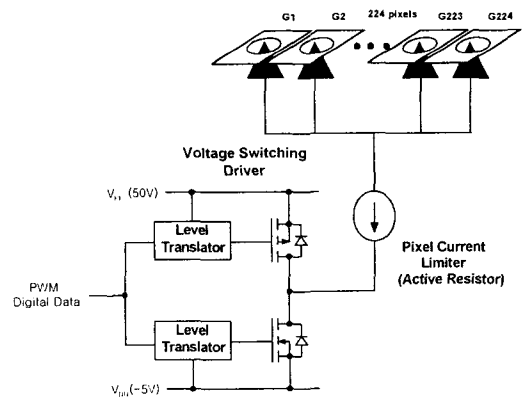 G1 G2 224 pixels G223 G224
Voltage Switching
Driver
(50V)
Level
Translator
Pixel Current
Limiter
(Active Resistor)
PWM
Digital Data
Level
Translator
(-5V)